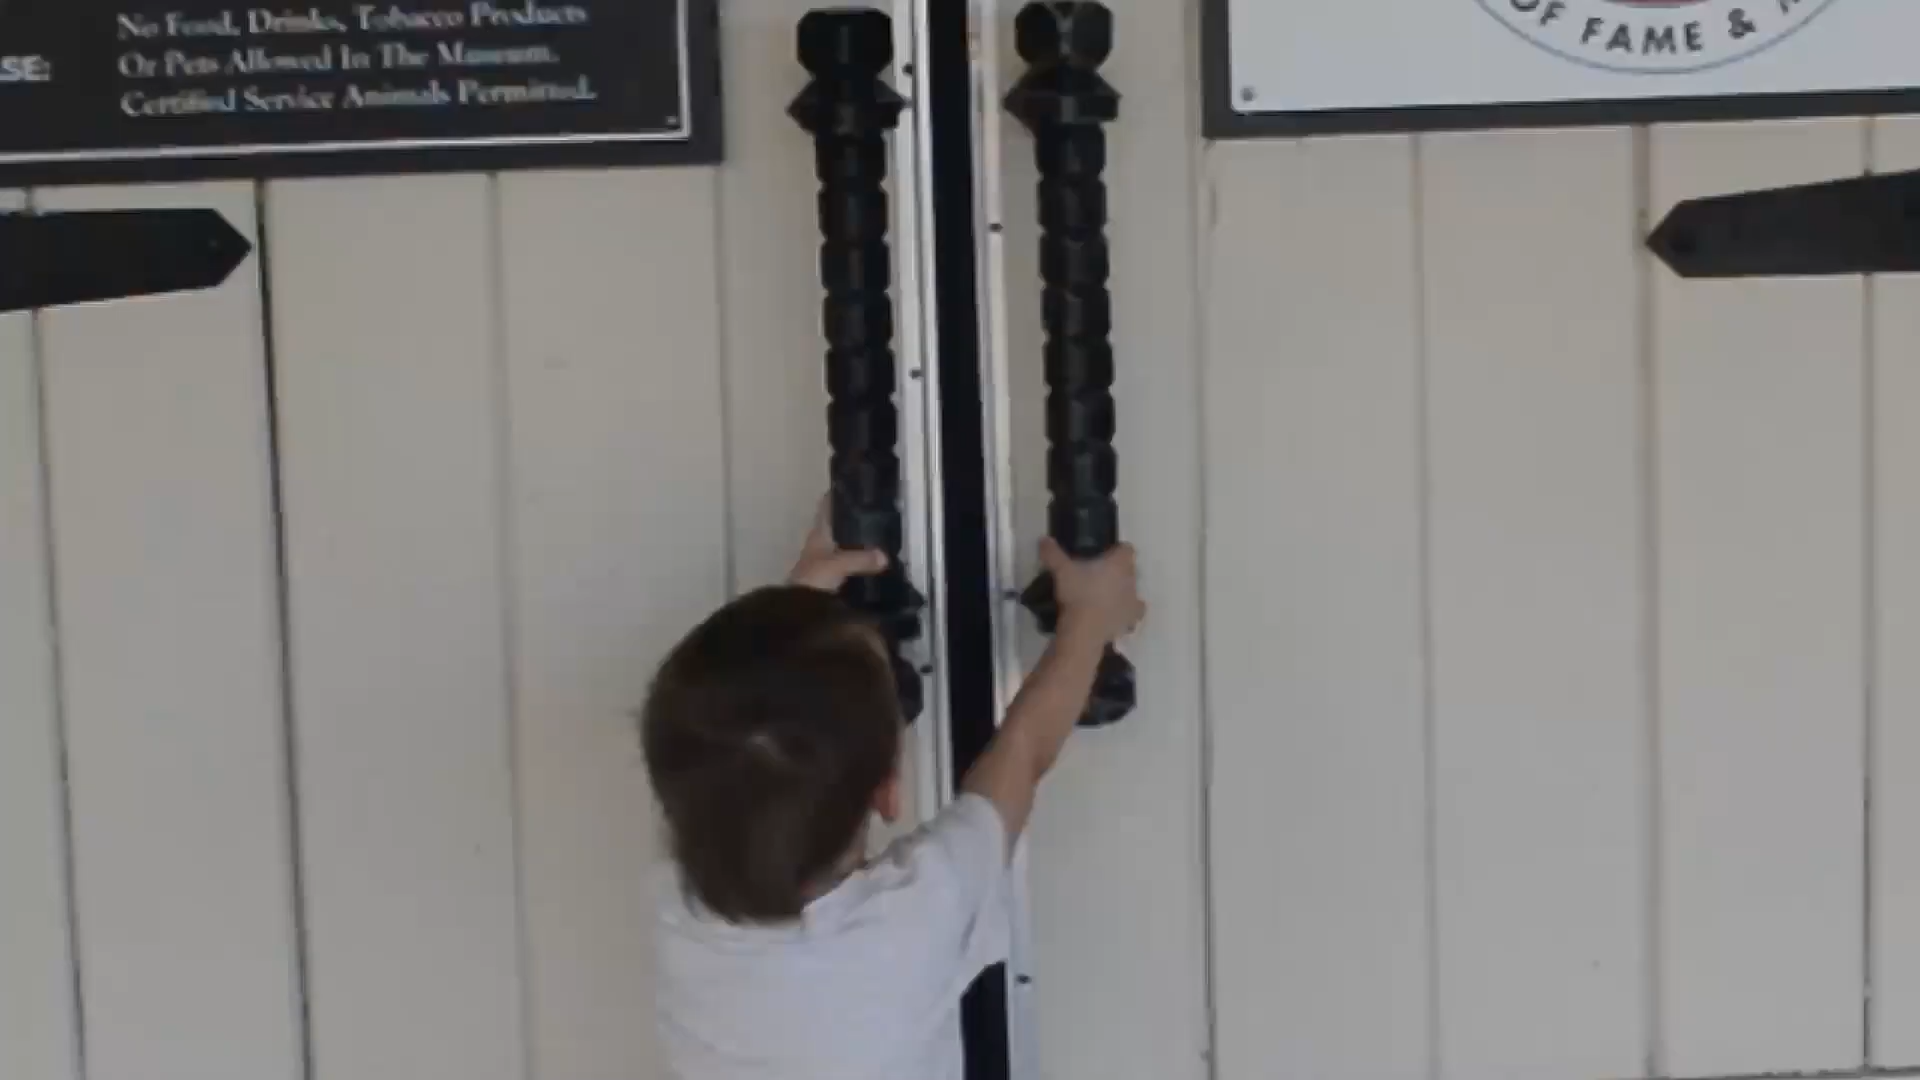 No Food, Drinks, Tobacco Products
SE: Or Pets Allowed In The Museum.
Certified Service Animals Permitted.
OF FAME &